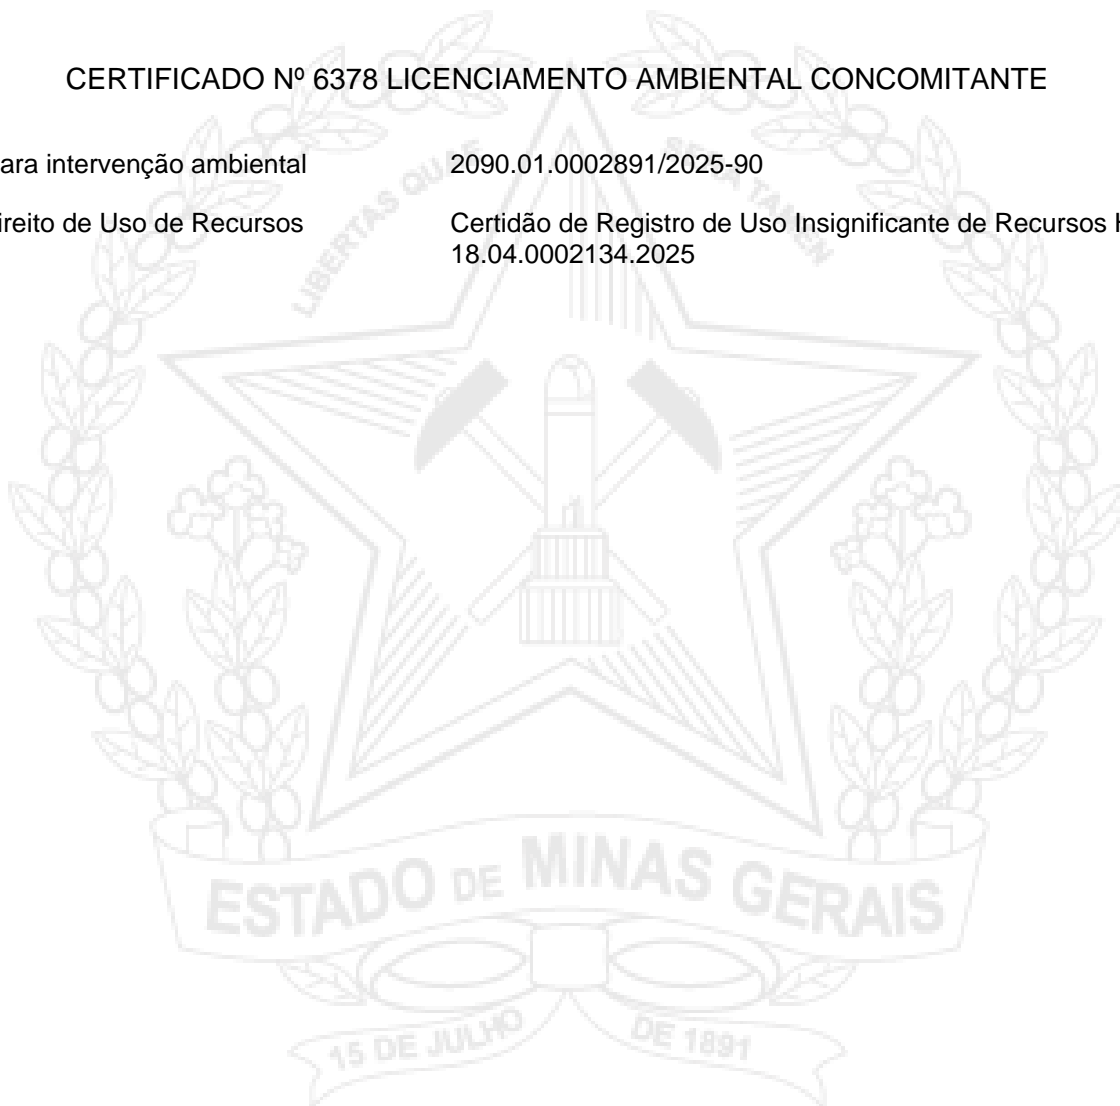 CERTIFICADO Nº 6378 LICENCIAMENTO AMBIENTAL CONCOMITANTE
ara intervenção ambiental 2090.01.0002891/2025-90
ireito de Uso de Recursos Certidão de Registro de Uso Insignificante de Recursos H
18.04.0002134.2025
LIBERTAS QUÆ SERA TAMEN
ESTADO DE MINAS GERAIS
15 DE JULHO DE 1891